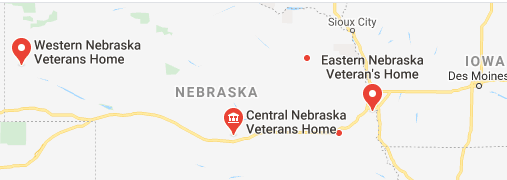 Sioux City
Western Nebraska
Veterans Home
Eastern Nebraska
Veteran's Home
IOWA
Des Moines
NEBRASKA
Central Nebraska
Veterans Home